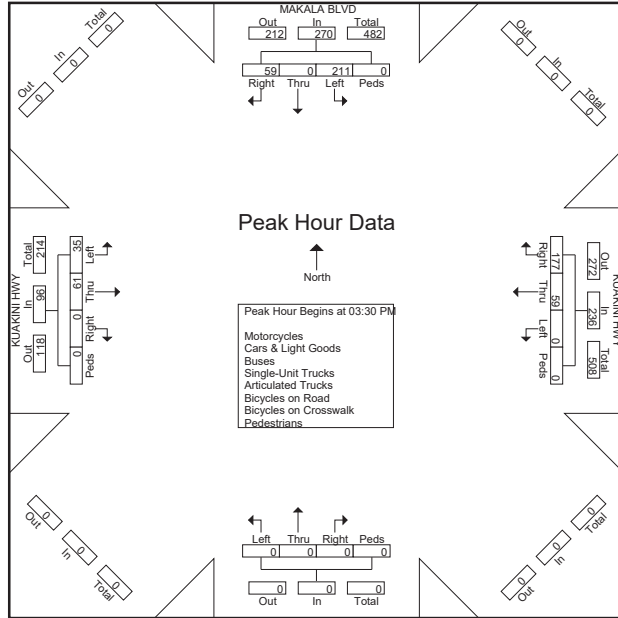 MAKALA BLVD
Out In Total
212 270 482
59 0 211 0
Right Thru Left Peds
Total
0
In
0
Out
0
Out
0
In
0
Total
0
KUAKINI HWY
Total In Out
214 96 118
35 61 0 0
Left Thru Right Peds
Peak Hour Data
North
Peak Hour Begins at 03:30 PM
Motorcycles
Cars & Light Goods
Buses
Single-Unit Trucks
Articulated Trucks
Bicycles on Road
Bicycles on Crosswalk
Pedestrians
Right Thru Left Peds
177 59 0 0
Out In Total
272 236 508
KUAKINI HWY
0
Out
0
In
0
Total
Left Thru Right Peds
0 0 0 0
0 0 0
Out In Total
0
Total
0
In
0
Out